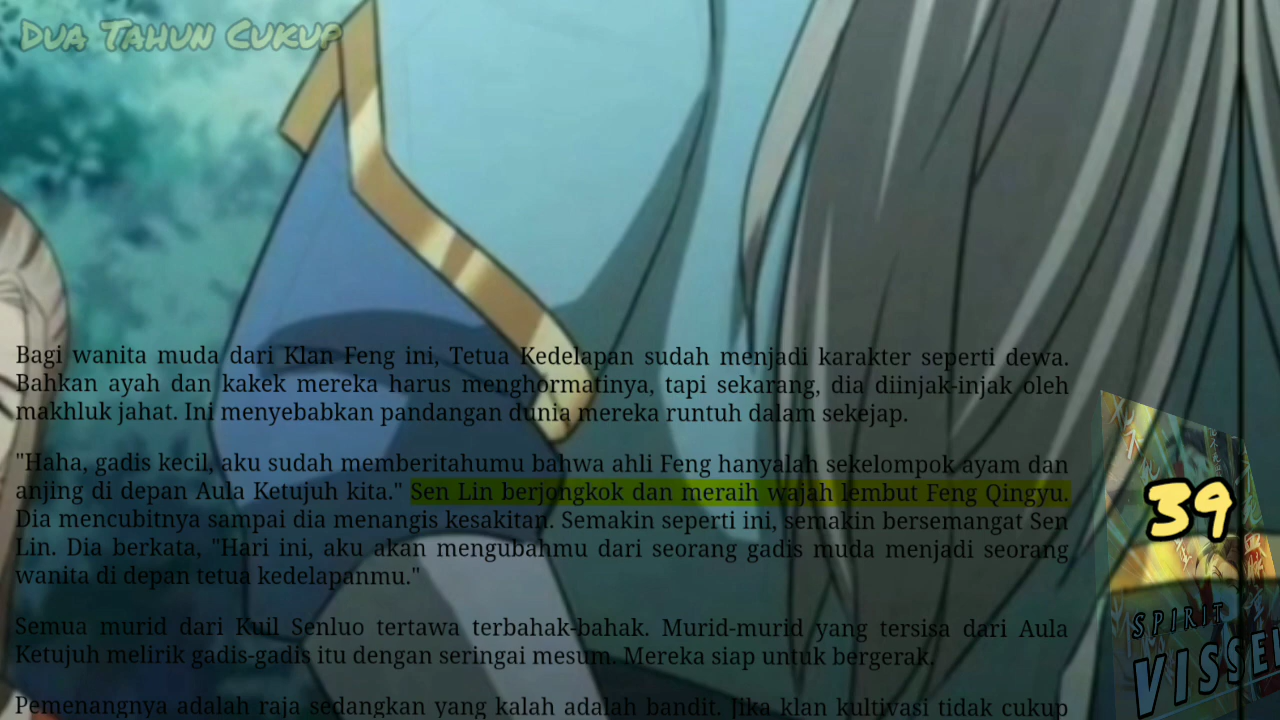 Dua Tahun Cukup
Bagi wanita muda dari Klan Feng ini, Tetua Kedelapan sudah menjadi karakter seperti dewa.
Bahkan ayah dan kakek mereka harus menghormatinya, tapi sekarang, dia diinjak-injak oleh
makhluk jahat. Ini menyebabkan pandangan dunia mereka runtuh dalam sekejap.
"Haha, gadis kecil, aku sudah memberitahumu bahwa ahli Feng hanyalah sekelompok ayam dan
anjing di depan Aula Ketujuh kita." Sen Lin berjongkok dan meraih wajah lembut Feng Qingyu.
Dia mencubitnya sampai dia menangis kesakitan. Semakin seperti ini, semakin bersemangat Sen
Lin. Dia berkata, "Hari ini, aku akan mengubahmu dari seorang gadis muda menjadi seorang
wanita di depan tetua kedelapanmu."
Semua murid dari Kuil Senluo tertawa terbahak-bahak. Murid-murid yang tersisa dari Aula
Ketujuh melirik gadis-gadis itu dengan seringai mesum. Mereka siap untuk bergerak.
Pemenangnya adalah raja sedangkan yang kalah adalah bandit. Jika klan kultivasi tidak cukup
39
SPIRIT
VISSEL